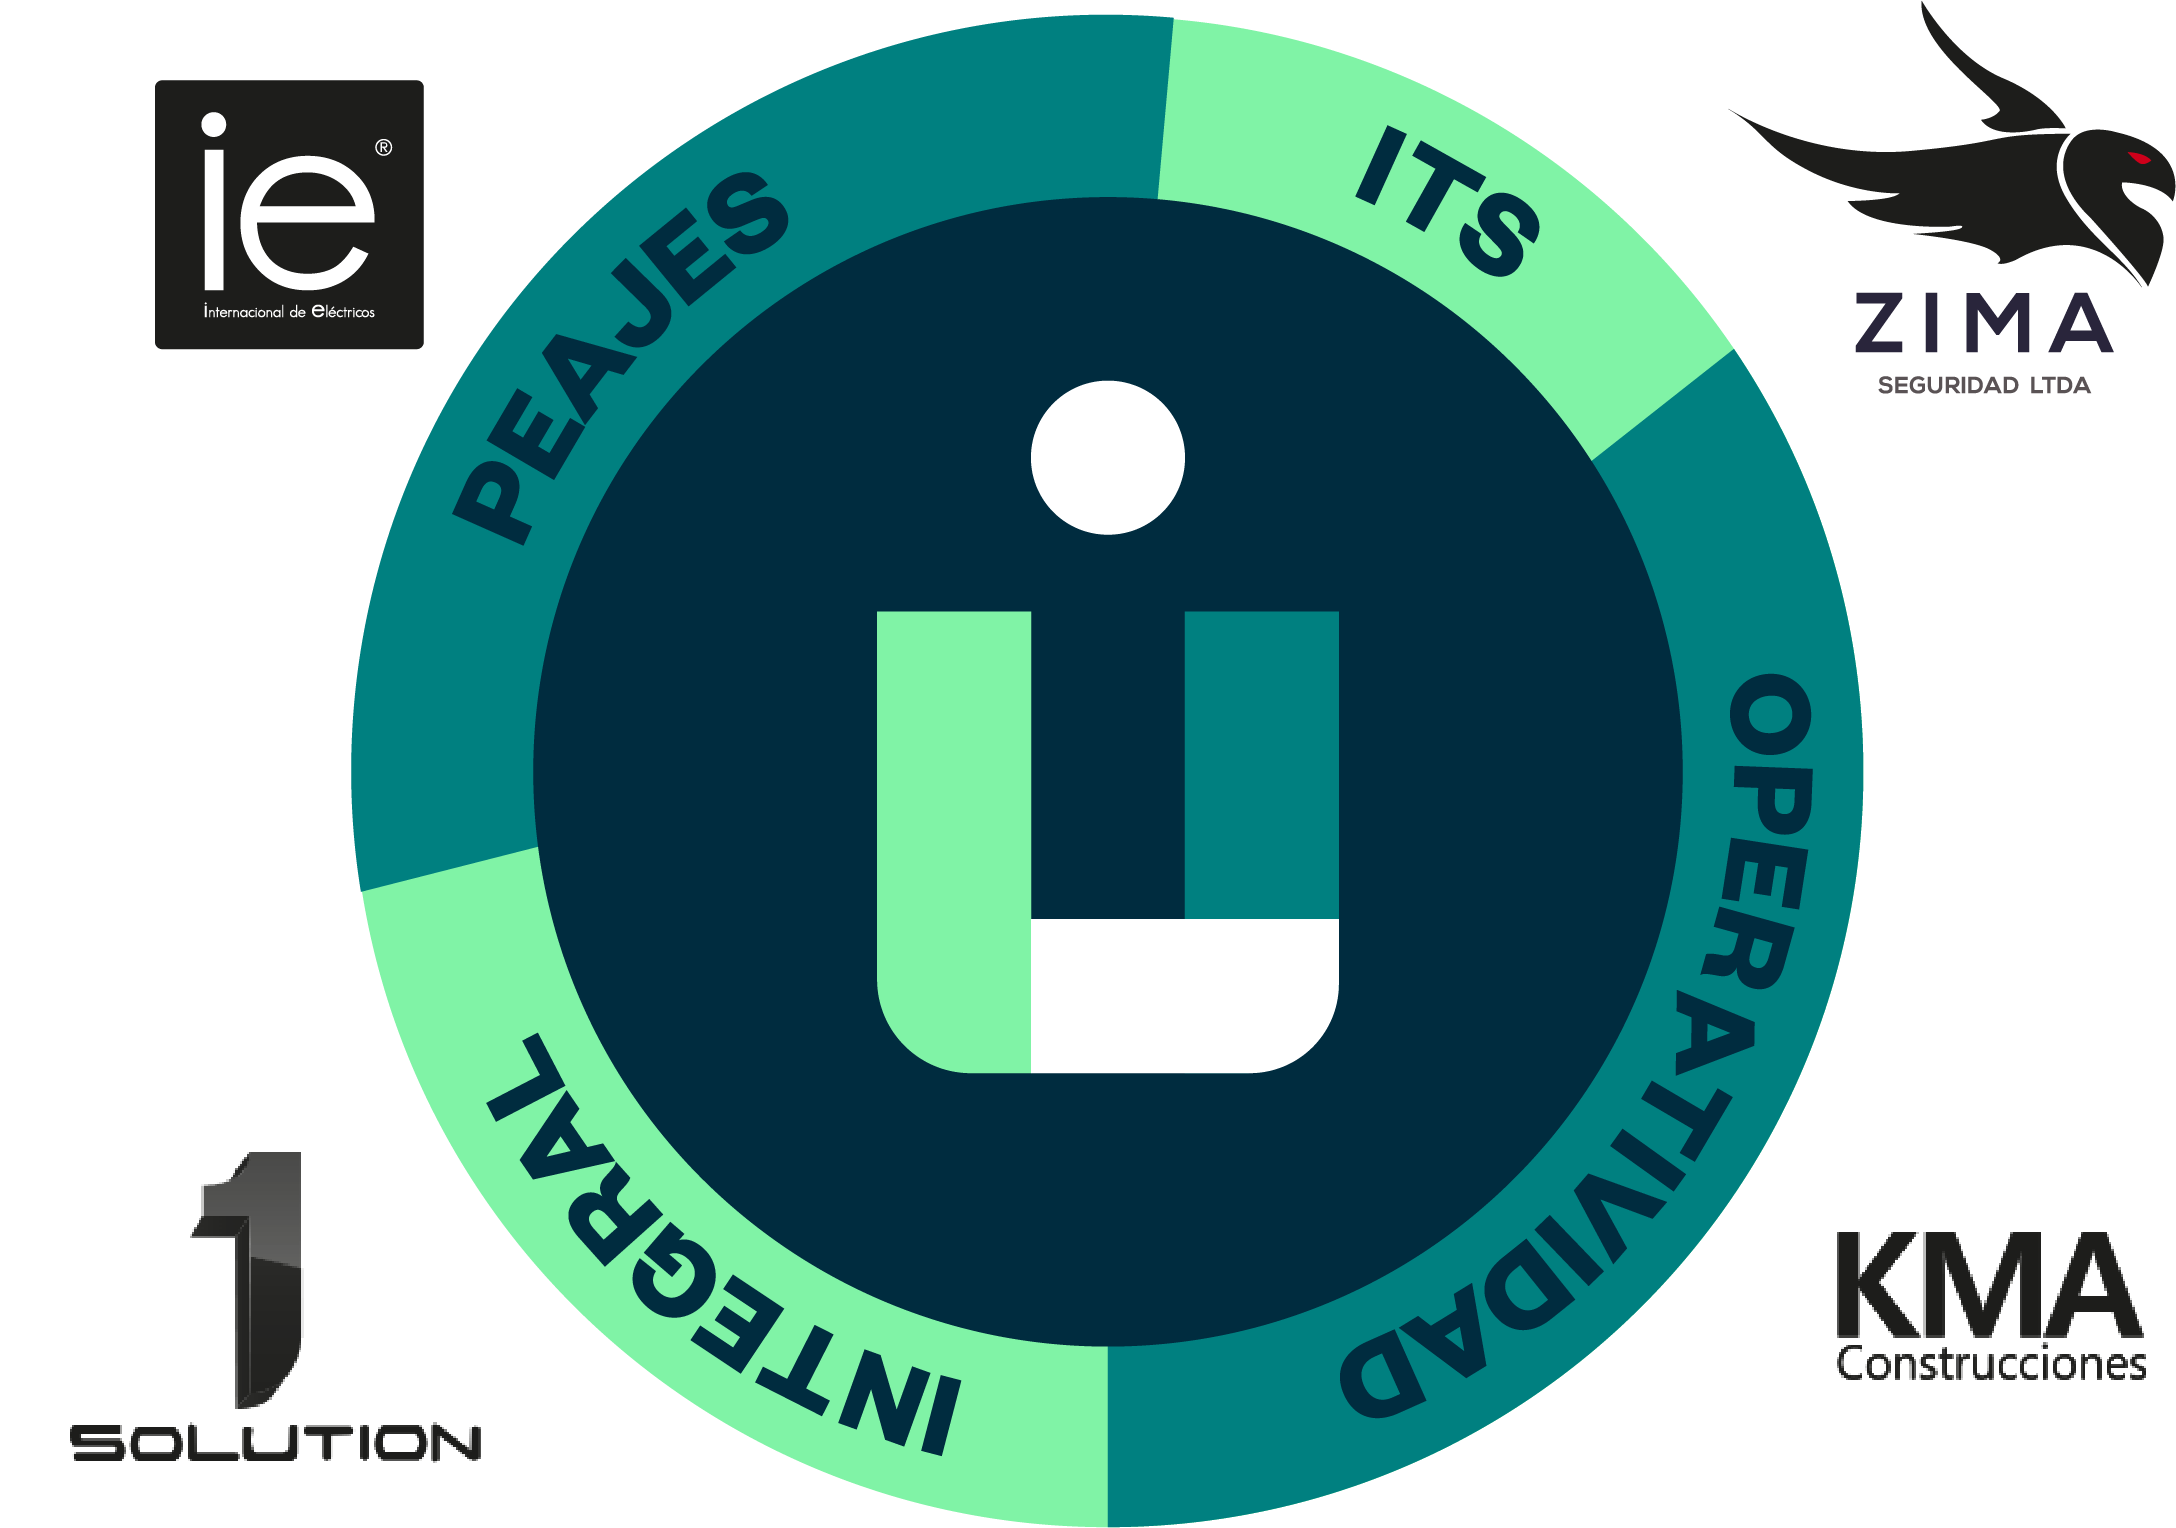 ie®
internacional de eléctricos
PEAJES
ITS
ZIMA
SEGURIDAD LTDA
OPERATIVIDAD
INTEGRAL
1
SOLUTION
KMA
Construcciones